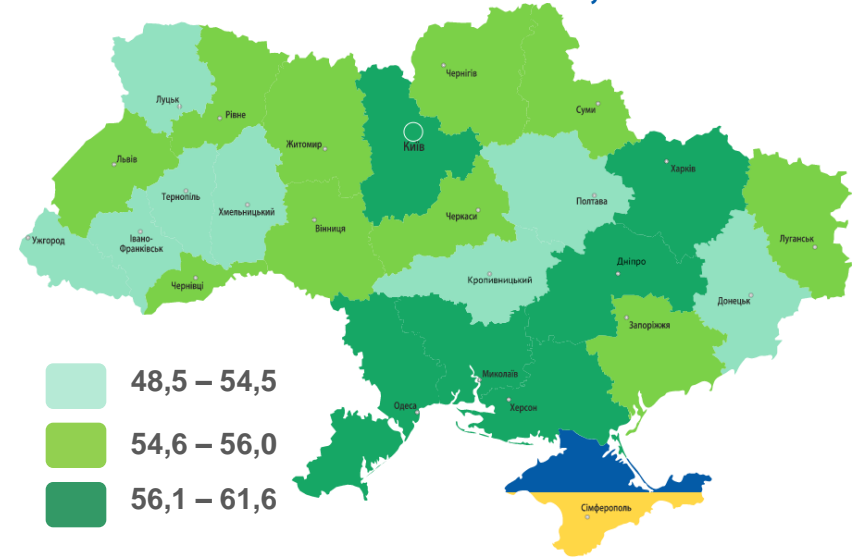 Чернігів
Луцьк
Суми
Рівне
Житомир
Київ
Львів
Харків
Тернопіль
Полтава
Хмельницький
Черкаси
Вінниця
Ужгород
Івано-
Франківськ
Луганськ
Дніпро
Кропивницький
Чернівці
Донецьк
Запоріжжя
Миколаїв
Одеса
Херсон
Сімферополь
48,5 – 54,5
54,6 – 56,0
56,1 – 61,6